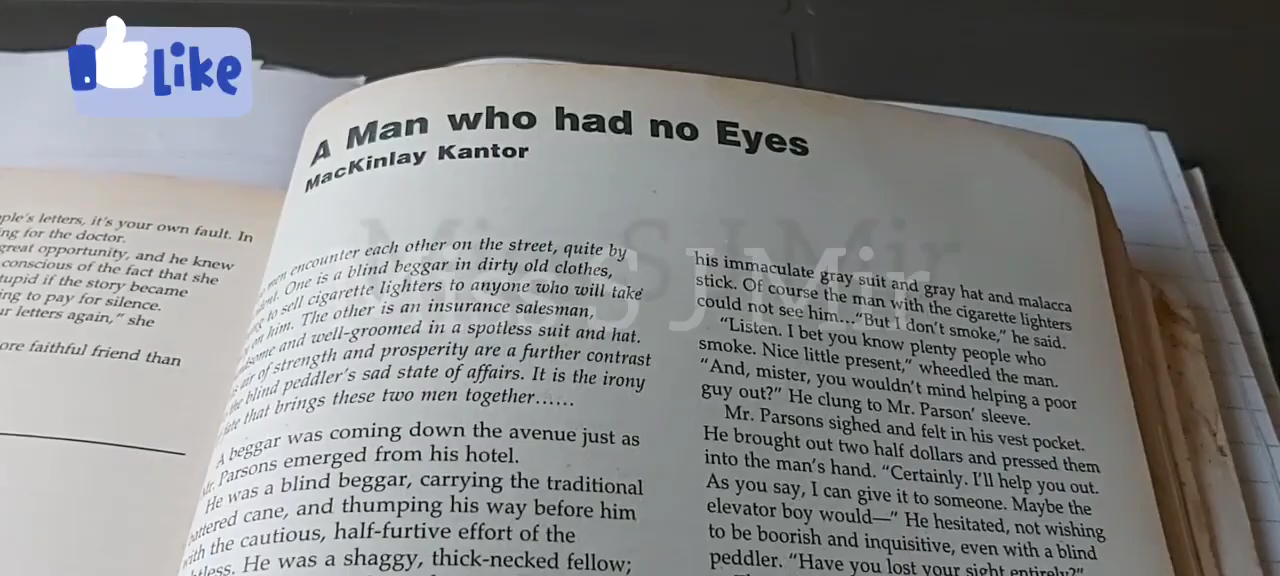 Like
A Man who had no Eyes
MacKinlay Kantor
Miss S J Mir
ple's letters, it's your own fault. In
ng for the doctor.
great opportunity, and he knew
conscious of the fact that she
tupid if the story became
ing to pay for silence.
ur letters again," she
ore faithful friend than
men encounter each other on the street, quite by
dent. One is a blind beggar in dirty old clothes,
to sell cigarette lighters to anyone who will take
on him. The other is an insurance salesman,
some and well-groomed in a spotless suit and hat.
air of strength and prosperity are a further contrast
the blind peddler's sad state of affairs. It is the irony
fate that brings these two men together......
A beggar was coming down the avenue just as
Mr. Parsons emerged from his hotel.
He was a blind beggar, carrying the traditional
battered cane, and thumping his way before him
with the cautious, half-furtive effort of the
htless. He was a shaggy, thick-necked fellow;
his immaculate gray suit and gray hat and malacca
stick. Of course the man with the cigarette lighters
could not see him..."But I don't smoke," he said.
"Listen. I bet you know plenty people who
smoke. Nice little present," wheedled the man.
"And, mister, you wouldn't mind helping a poor
guy out?" He clung to Mr. Parson' sleeve.
Mr. Parsons sighed and felt in his vest pocket.
He brought out two half dollars and pressed them
into the man's hand. "Certainly. I'll help you out.
As you say, I can give it to someone. Maybe the
elevator boy would—" He hesitated, not wishing
to be boorish and inquisitive, even with a blind
peddler. "Have you lost your sight entirely?"